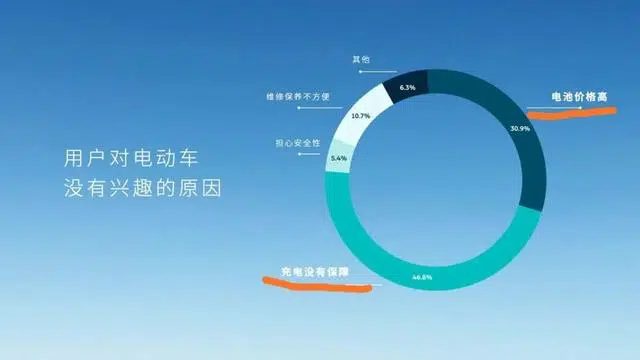 用户对电动车
没有兴趣的原因
其他
6.3%
维修保养不方便
10.7%
担心安全性
5.4%
电池价格高
30.9%
充电没有保障
46.8%